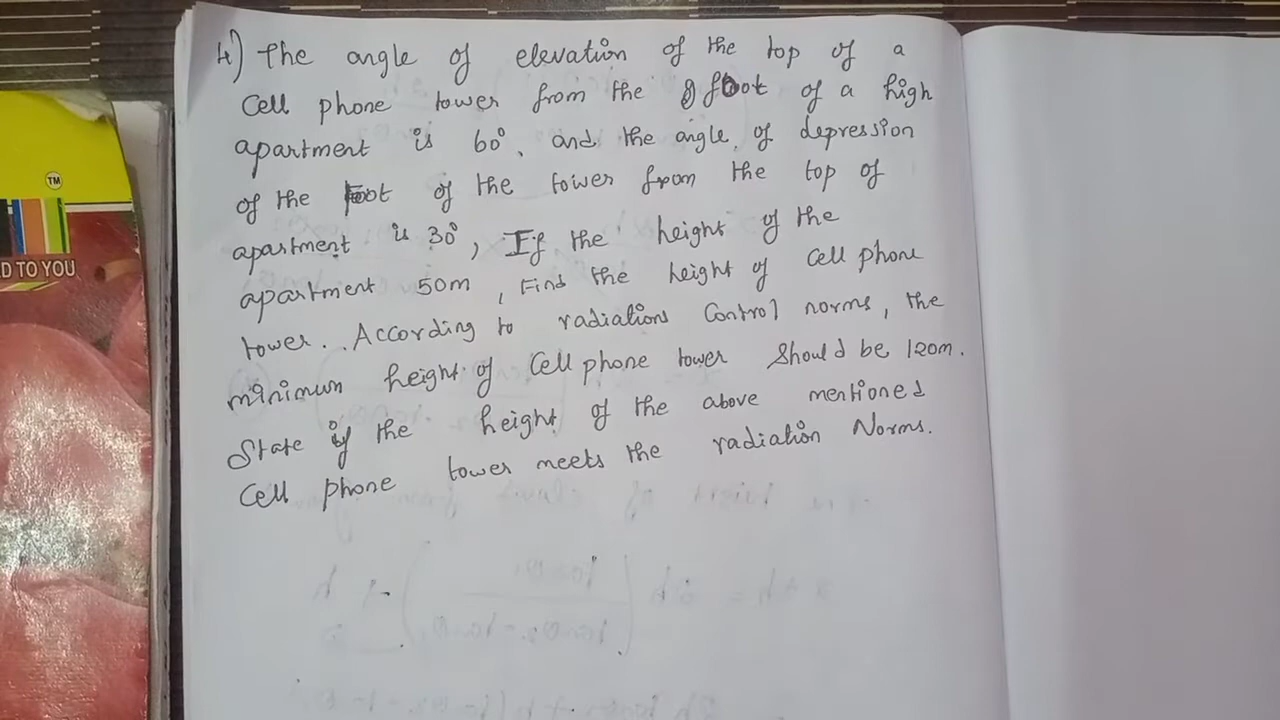 4) The angle of elevation of the top of a
Cell phone tower from the foot of a high
apartment is 60°. and the angle of depression
of the Foot of the tower from the top of
apartment is 30°, If the height of the
apartment 50m, Find the height of cell phone
tower. . According to radiations Control norms, the
minimum height of Cell phone tower Should be 120m.
State if the height of the above mentioned
Cell phone tower meets the radiation Norms.
TM
D TO YOU